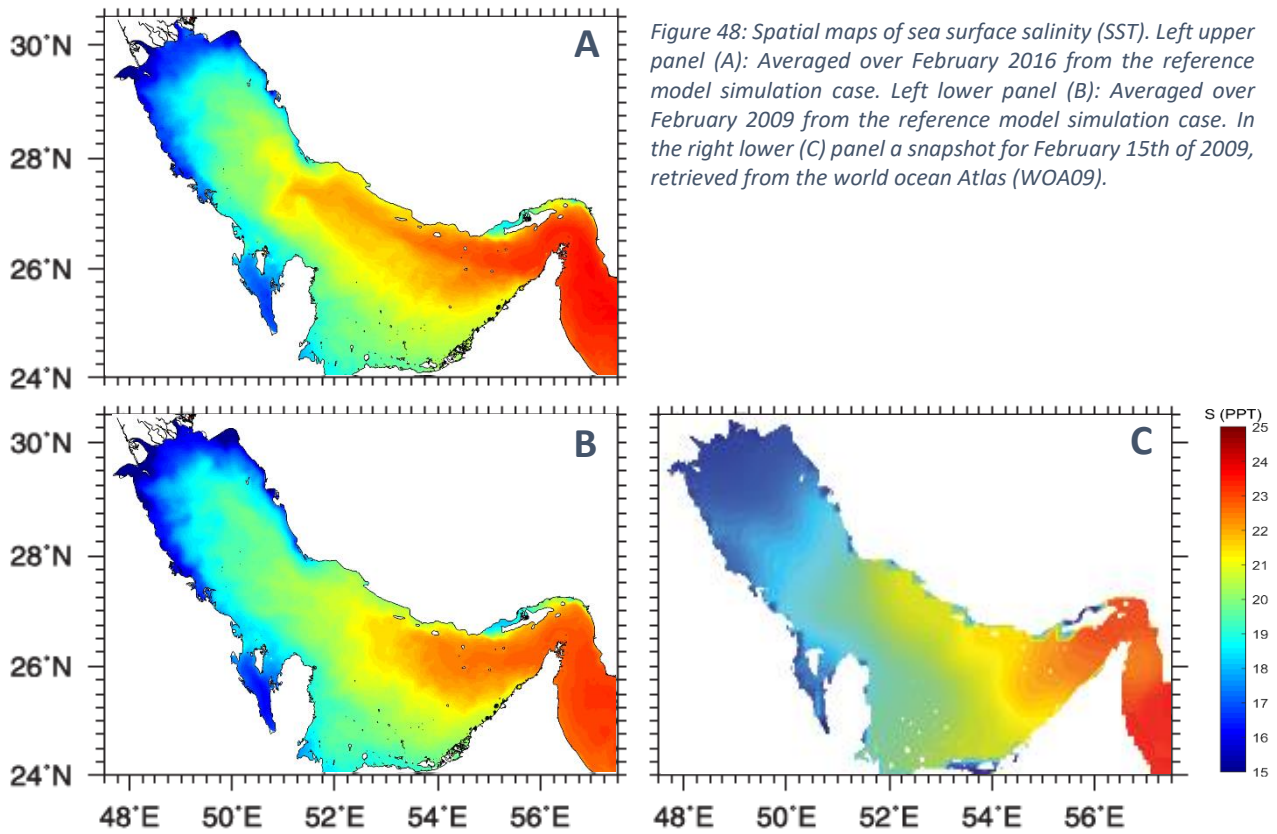 30˚N
28˚N
26˚N
24˚N
A
Figure 48: Spatial maps of sea surface salinity (SST). Left upper
panel (A): Averaged over February 2016 from the reference
model simulation case. Left lower panel (B): Averaged over
February 2009 from the reference model simulation case. In
the right lower (C) panel a snapshot for February 15th of 2009,
retrieved from the world ocean Atlas (WOA09).
30˚N
28˚N
26˚N
24˚N
B
48˚E 50˚E 52˚E 54˚E 56˚E
C
48˚E 50˚E 52˚E 54˚E 56˚E
S (PPT)
25
24
23
22
21
20
19
18
17
16
15